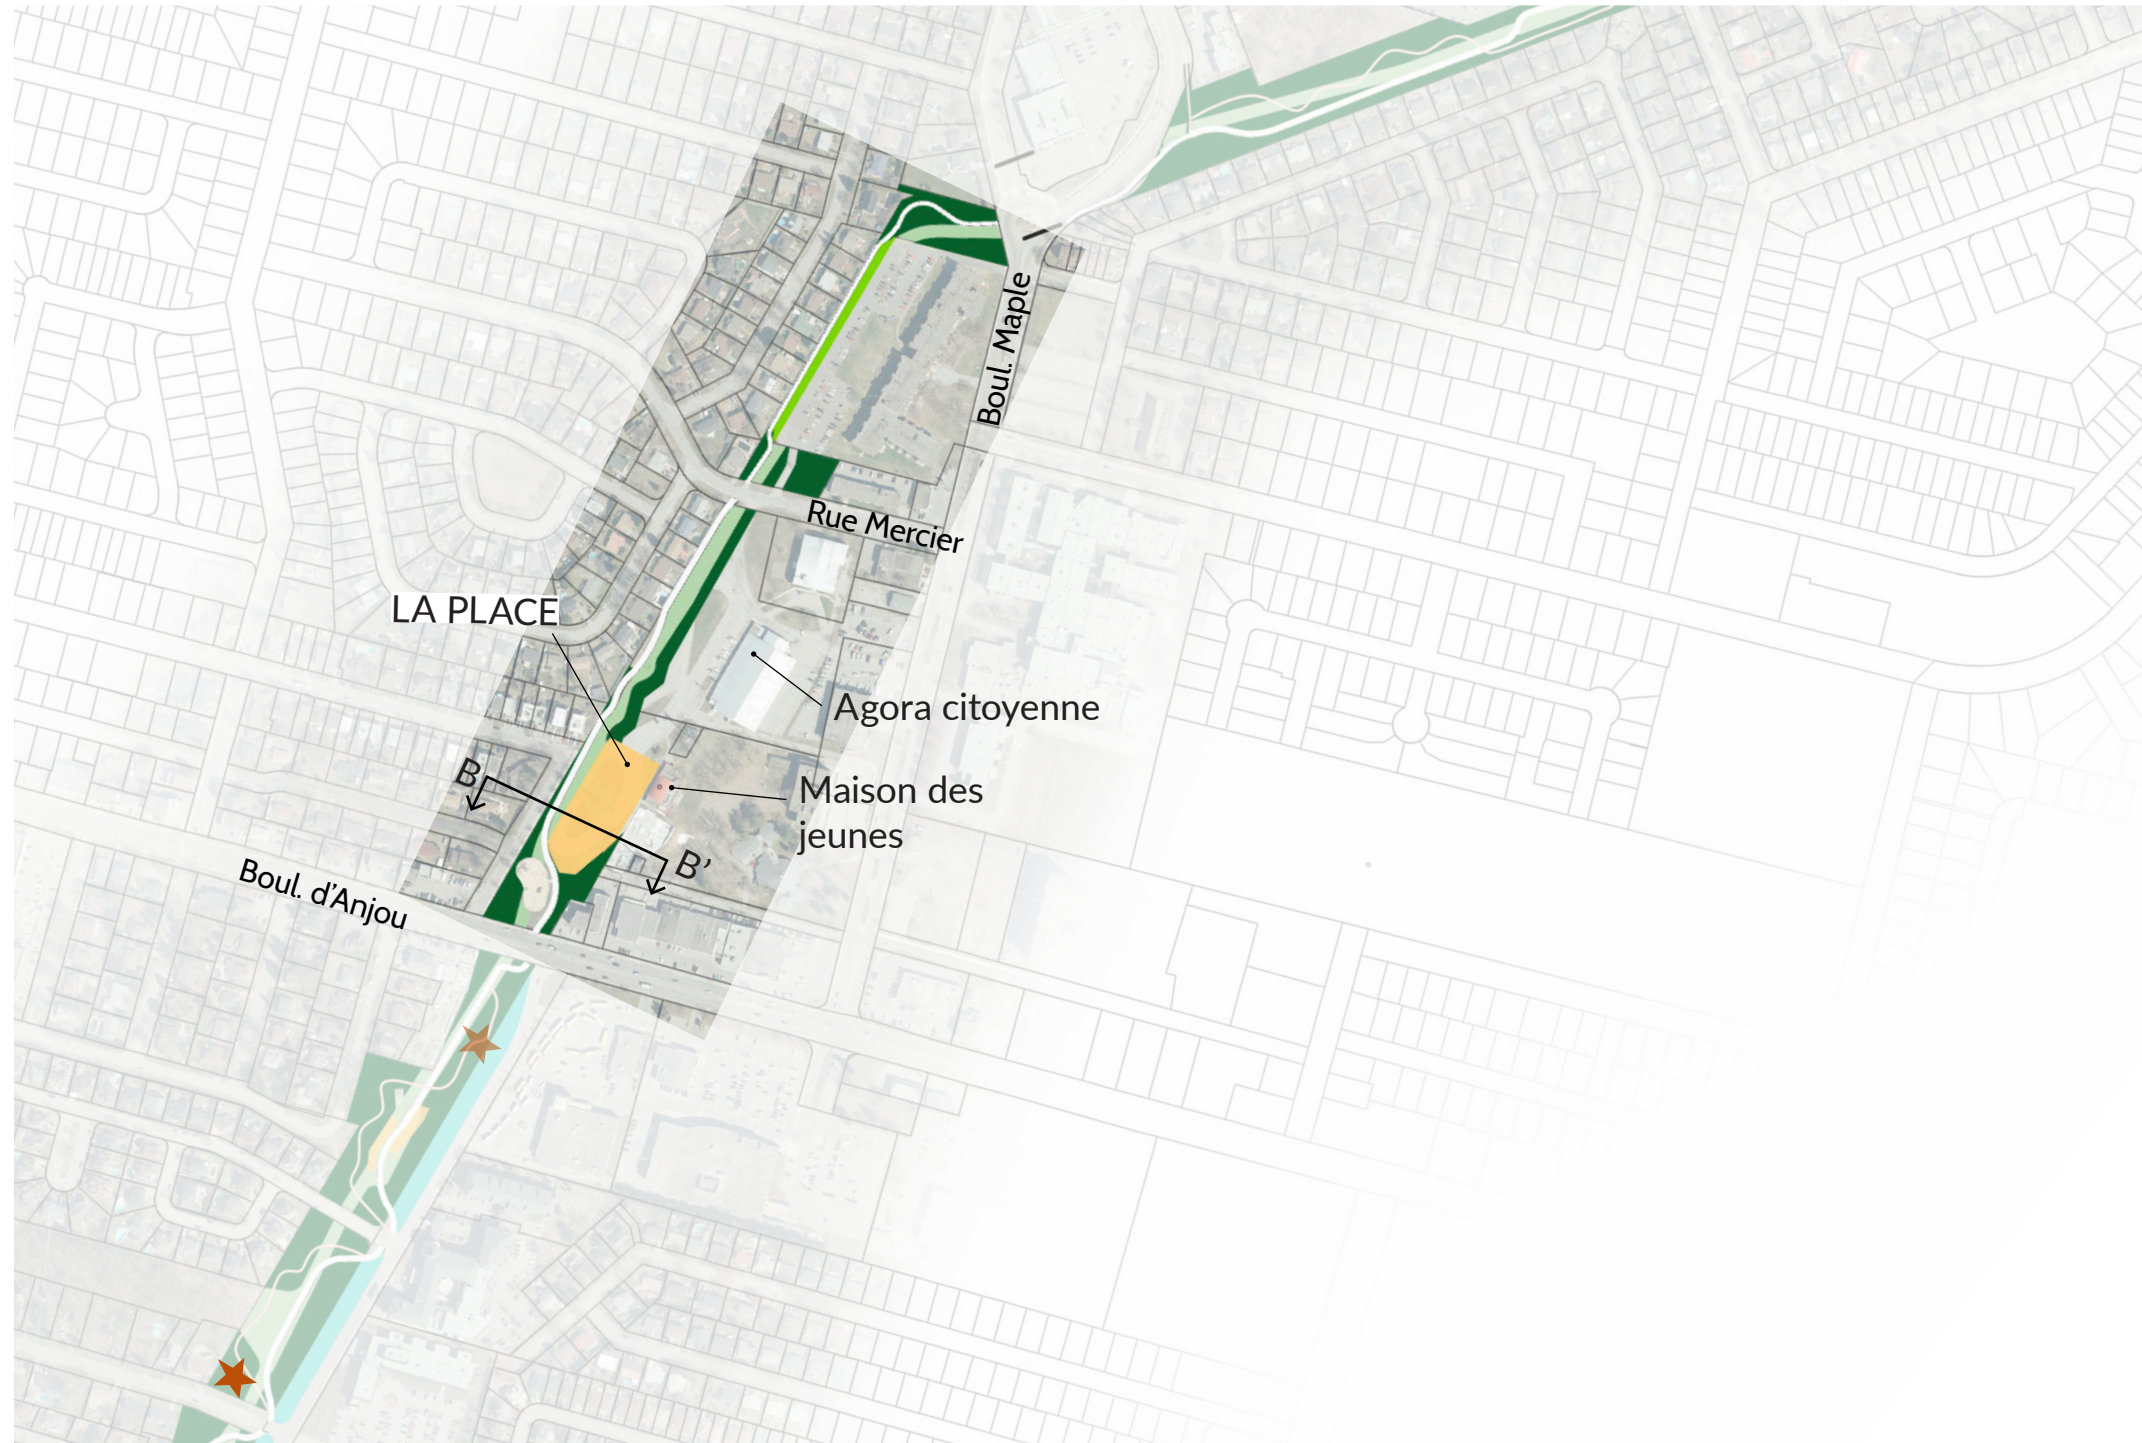 Boul. Maple
Rue Mercier
LA PLACE
Agora citoyenne
B
Maison des
jeunes
B’
Boul. d’Anjou